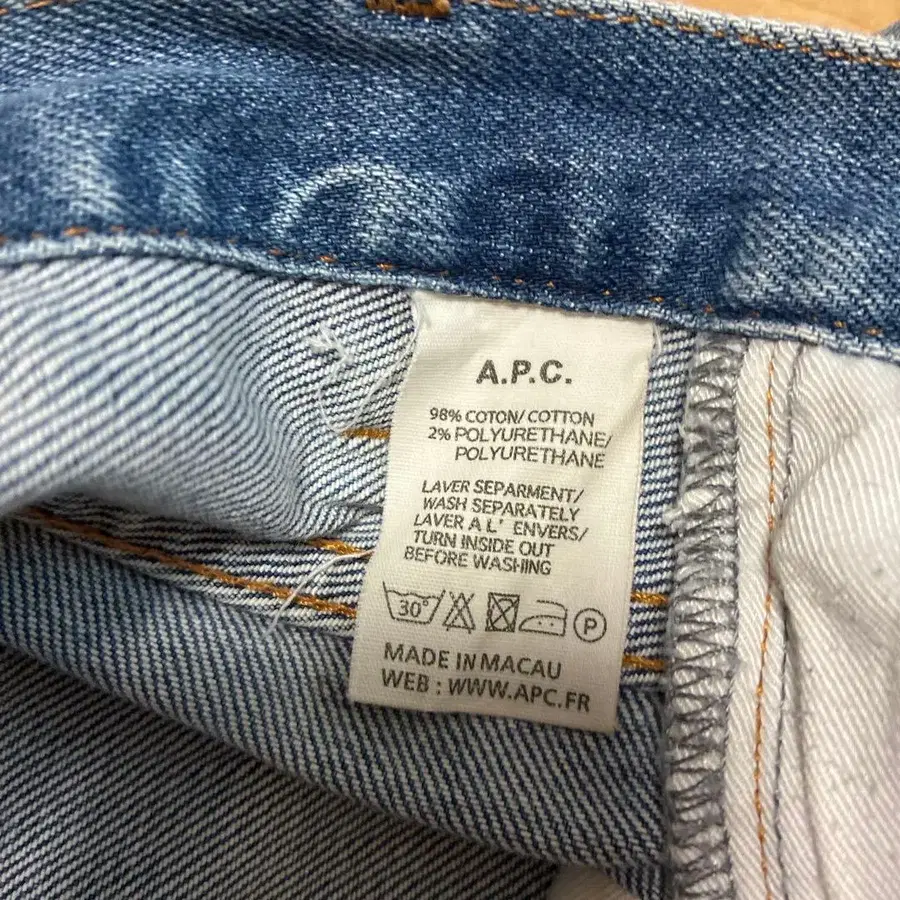 A.P.C.
98% COTON/ COTTON
2% POLYURETHANE/
POLYURETHANE
LAVER SEPARMENT/
WASH SEPARATELY
LAVER A L' ENVERS/
TURN INSIDE OUT
BEFORE WASHING
30°
P
MADE IN MACAU
WEB : WWW.APC.FR